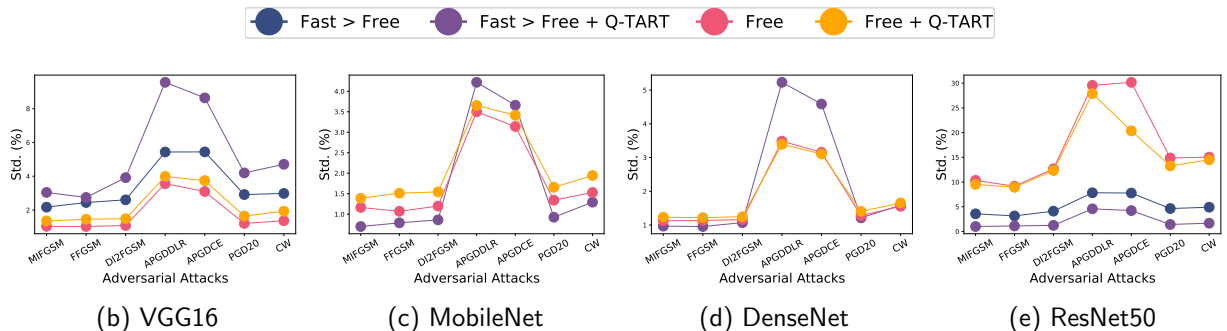 Fast > Free Fast > Free + Q-TART Free Free + Q-TART
Std. (%)
8
6
4
2
MIFGSM FFGSM DI2FGSM APGDDLR APGDCE PGD20 CW
Adversarial Attacks
(b) VGG16
Std. (%)
4.0
3.5
3.0
2.5
2.0
1.5
1.0
MIFGSM FFGSM DI2FGSM APGDDLR APGDCE PGD20 CW
Adversarial Attacks
(c) MobileNet
Std. (%)
5
4
3
2
1
MIFGSM FFGSM DI2FGSM APGDDLR APGDCE PGD20 CW
Adversarial Attacks
(d) DenseNet
Std. (%)
30
25
20
15
10
5
0
MIFGSM FFGSM DI2FGSM APGDDLR APGDCE PGD20 CW
Adversarial Attacks
(e) ResNet50